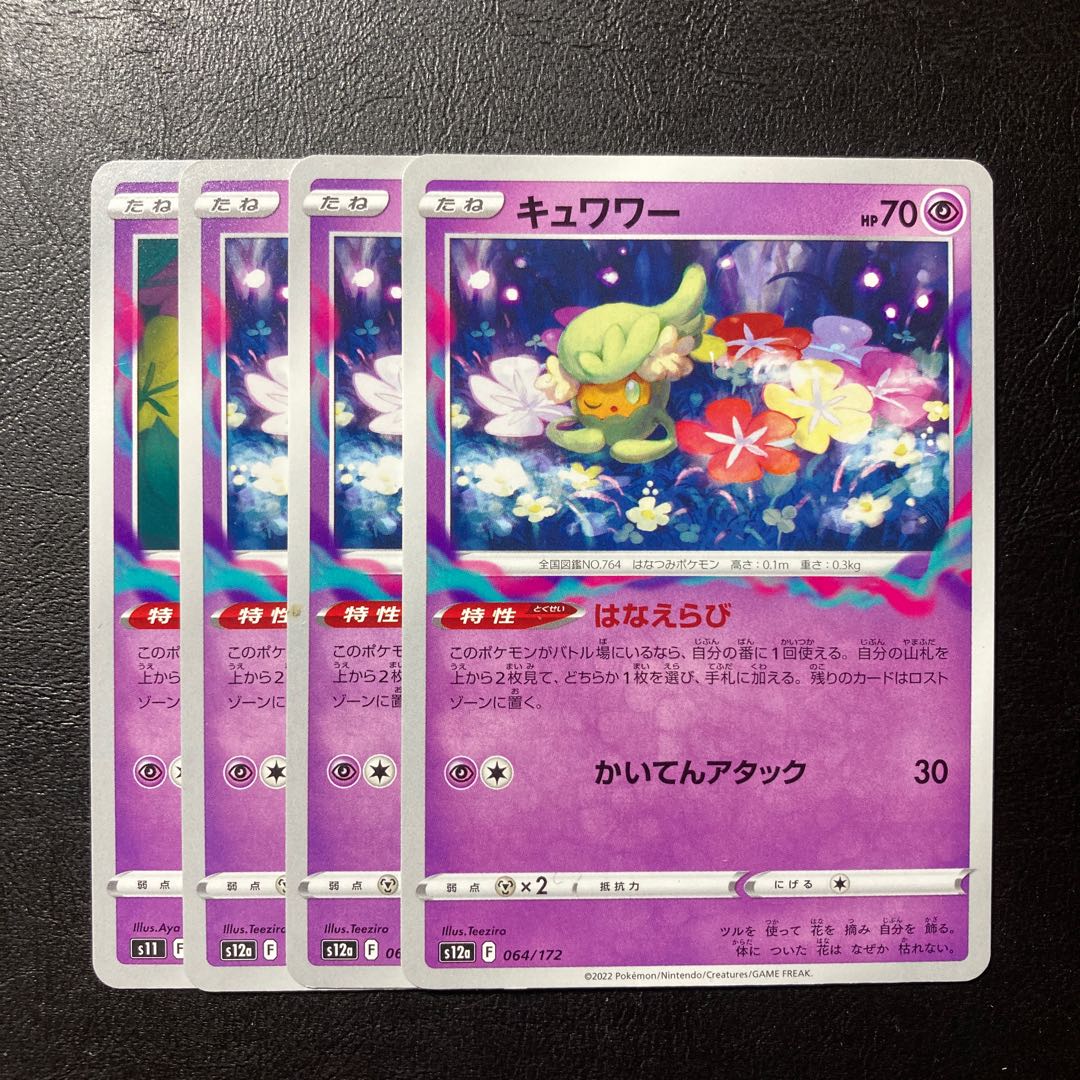 たね
たね
たね
たね キュワワー HP70
全国図鑑NO.764 はなつみポケモン 高さ：0.1m 重さ：0.3kg
特性
特性
特性
特性 とくせい はなえらび
このポ
このポケモ
このポケモ
このポケモンがバトル場にいるなら、自分の番に1回使える。自分の山札を
上から2
上から2枚
上から2枚
上から2枚見て、どちらか1枚を選び、手札に加える。残りのカードはロスト
ゾーンに
ゾーンに
ゾーンに置
ゾーンに置く。
かいてんアタック 30
弱点
弱点
弱点
弱点 ×2 抵抗力 にげる
Illus.Aya
Illus.Teeziro
Illus.Teeziro
Illus.Teeziro
ツルを 使って 花を 摘み 自分を 飾る。
体に ついた 花は なぜか 枯れない。
s11 F
s12a F
s12a F 06
s12a F 064/172
©2022 Pokémon/Nintendo/Creatures/GAME FREAK.